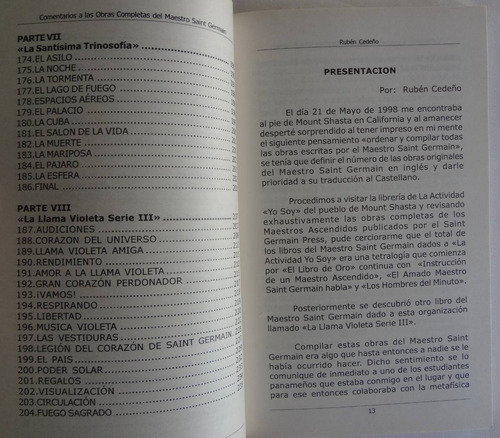 Comentarios a las Obras Completas del Maestro Saint Germain
PARTE VII
«La Santísima Trinosofía»
174.EL ASILO
175.LA NOCHE
176.LA TORMENTA
177.EL LAGO DE FUEGO
178.ESPACIOS AÉREOS
179.EL PALACIO
180.LA CUBA
181.EL SALON DE LA VIDA
182.LA MUERTE
183.LA MARIPOSA
184.EL PAJARO
185.LA ESFERA
186.FINAL
PARTE VIII
«La Llama Violeta Serie III»
187.AUDICIONES
188.CORAZON DEL UNIVERSO
189.LLAMA VIOLETA AMIGA
190.RENDIMIENTO
191.AMOR A LA LLAMA VIOLETA
192.GRAN CORAZÓN PERDONADOR
193.¡VAMOS!
194.RESPIRANDO
195.LIBERTAD
196.MUSICA VIOLETA
197.LAS VESTIDURAS
198.LEGIÓN DEL CORAZÓN DE SAINT GERMAIN
199.EL PAIS
200.PODER SOLAR
201.REGALOS
202.VISUALIZACIÓN
203.CIRCULACIÓN
204.FUEGO SAGRADO
Rubén Cedeño
PRESENTACION
Por: Rubén Cedeño
El día 21 de Mayo de 1998 me encontraba
al pie de Mount Shasta en California y al amanecer
desperté sorprendido al tener impreso en mi mente
el siguiente pensamiento «ordenar y compilar todas
las obras escritas por el Maestro Saint Germain»,
se tenía que definir el número de las obras originales
del Maestro Saint Germain en inglés y darle
prioridad a su traducción al Castellano.
Procedimos a visitar la librería de La Actividad
«Yo Soy» del pueblo de Mount Shasta y revisando
exhaustivamente las obras completas de los
Maestros Ascendidos publicados por el Saint
Germain Press, pude cerciorarme que el total de
los libros del Maestro Saint Germain dados a «La
Actividad Yo Soy» era una tetralogía que comienza
por «El Libro de Oro» continua con «Instrucción
de un Maestro Ascendido», «El Amado Maestro
Saint Germain habla» y «Los Hombres del Minuto».
Posteriormente se descubrió otro libro del
Maestro Saint Germain dado a esta organización
llamado «La Llama Violeta Serie III».
Compilar estas obras del Maestro Saint
Germain era algo que hasta entonces a nadie se le
había ocurrido hacer. Dicho sentimiento se lo
comunique de inmediato a uno de los estudiantes
panameños que estaba conmigo en el lugar y que
para ese entonces colaboraba con la metafísica
13